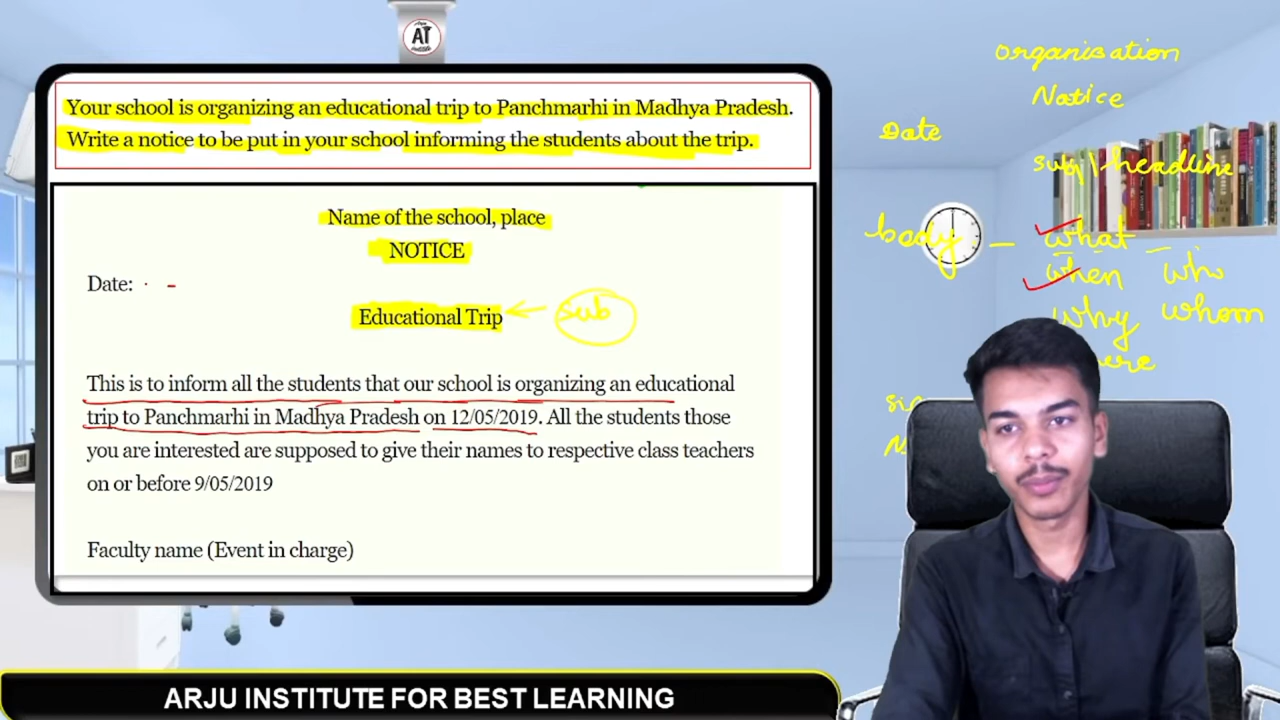 Arju
AT
Institute
Your school is organizing an educational trip to Panchmarhi in Madhya Pradesh.
Write a notice to be put in your school informing the students about the trip.
Name of the school, place
NOTICE
Date: -
Educational Trip ← sub
This is to inform all the students that our school is organizing an educational
trip to Panchmarhi in Madhya Pradesh on 12/05/2019. All the students those
you are interested are supposed to give their names to respective class teachers
on or before 9/05/2019
Faculty name (Event in charge)
organisation
Notice
Date
subj/headline
body - what - who
when whom
why
ere
ARJU INSTITUTE FOR BEST LEARNING